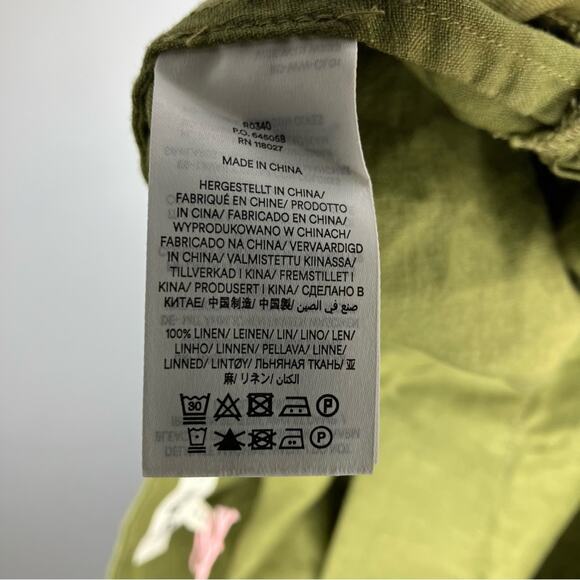 R0340
P.O. 645058
RN 118027
MADE IN CHINA
HERGESTELLT IN CHINA/
FABRIQUÉ EN CHINE/ PRODOTTO
IN CINA/ FABRICADO EN CHINA/
WYPRODUKOWANO W CHINACH/
FABRICADO NA CHINA/ VERVAARDIGD
IN CHINA/ VALMISTETTU KIINASSA/
TILLVERKAD I KINA/ FREMSTILLET I
KINA/ PRODUSERT I KINA/ СДЕЛАНО В
КИТАЕ/ 中国制造/ 中国製/ صنع في الصين/
100% LINEN/ LEINEN/ LIN/ LINO/ LEN/
LINHO/ LINNEN/ PELLAVA/ LINNE/
LINNED/ LINTØY/ ЛЬНЯНАЯ ТКАНЬ/ 亚
麻/ リネン/ الكتان/
30 P
P